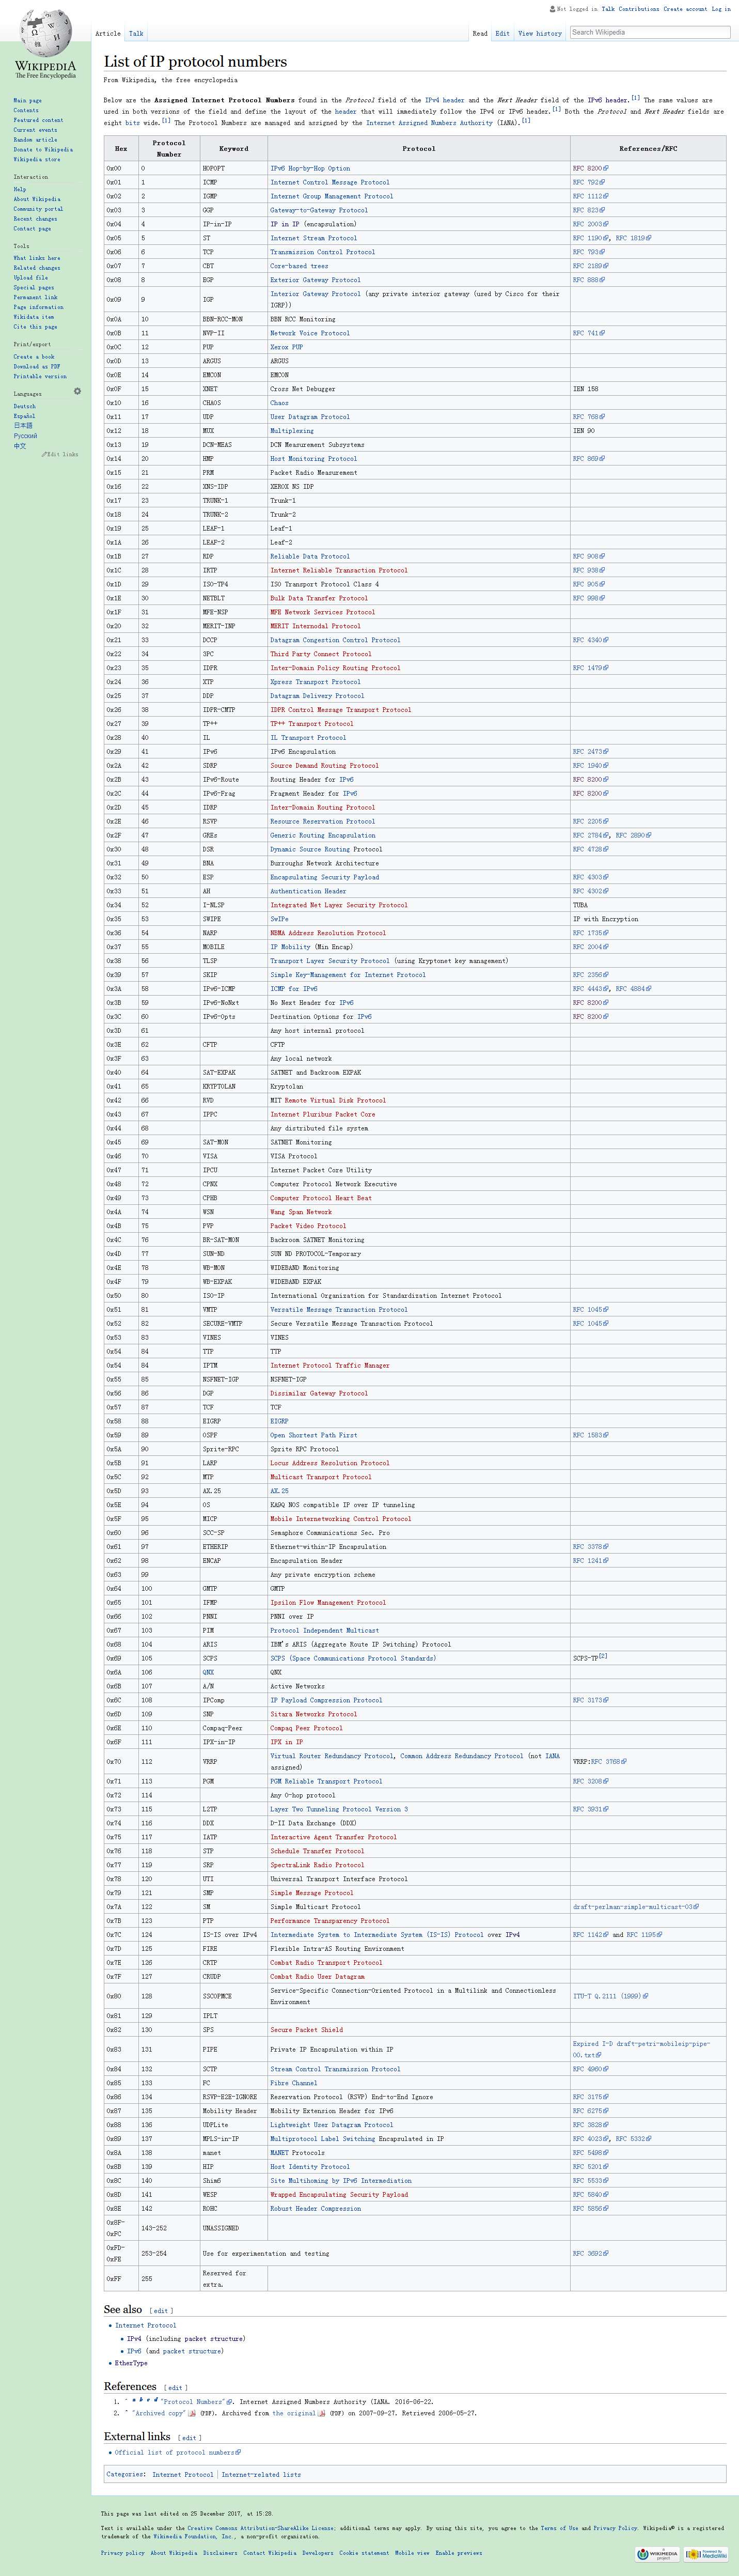 Not logged in Talk Contributions Create account Log in
Article Talk Read Edit View history Search Wikipedia
WIKIPEDIA
The Free Encyclopedia
Main page
Contents
Featured content
Current events
Random article
Donate to Wikipedia
Wikipedia store
Interaction
Help
About Wikipedia
Community portal
Recent changes
Contact page
Tools
What links here
Related changes
Upload file
Special pages
Permanent link
Page information
Wikidata item
Cite this page
Print/export
Create a book
Download as PDF
Printable version
Languages
Deutsch
Español
日本語
Русский
中文
Edit links
List of IP protocol numbers
From Wikipedia, the free encyclopedia
Below are the Assigned Internet Protocol Numbers found in the Protocol field of the IPv4 header and the Next Header field of the IPv6 header.[1] The same values are
used in both versions of the field and define the layout of the header that will immediately follow the IPv4 or IPv6 header.[1] Both the Protocol and Next Header fields are
eight bits wide.[1] The Protocol Numbers are managed and assigned by the Internet Assigned Numbers Authority (IANA).[1]
Hex Protocol Number Keyword Protocol References/RFC
0x00 0 HOPOPT IPv6 Hop-by-Hop Option RFC 8200
0x01 1 ICMP Internet Control Message Protocol RFC 792
0x02 2 IGMP Internet Group Management Protocol RFC 1112
0x03 3 GGP Gateway-to-Gateway Protocol RFC 823
0x04 4 IP-in-IP IP in IP (encapsulation) RFC 2003
0x05 5 ST Internet Stream Protocol RFC 1190, RFC 1819
0x06 6 TCP Transmission Control Protocol RFC 793
0x07 7 CBT Core-based trees RFC 2189
0x08 8 EGP Exterior Gateway Protocol RFC 888
0x09 9 IGP Interior Gateway Protocol (any private interior gateway (used by Cisco for their
IGRP))
0x0A 10 BBN-RCC-MON BBN RCC Monitoring
0x0B 11 NVP-II Network Voice Protocol RFC 741
0x0C 12 PUP Xerox PUP
0x0D 13 ARGUS ARGUS
0x0E 14 EMCON EMCON
0x0F 15 XNET Cross Net Debugger IEN 158
0x10 16 CHAOS Chaos
0x11 17 UDP User Datagram Protocol RFC 768
0x12 18 MUX Multiplexing IEN 90
0x13 19 DCN-MEAS DCN Measurement Subsystems
0x14 20 HMP Host Monitoring Protocol RFC 869
0x15 21 PRM Packet Radio Measurement
0x16 22 XNS-IDP XEROX NS IDP
0x17 23 TRUNK-1 Trunk-1
0x18 24 TRUNK-2 Trunk-2
0x19 25 LEAF-1 Leaf-1
0x1A 26 LEAF-2 Leaf-2
0x1B 27 RDP Reliable Data Protocol RFC 908
0x1C 28 IRTP Internet Reliable Transaction Protocol RFC 938
0x1D 29 ISO-TP4 ISO Transport Protocol Class 4 RFC 905
0x1E 30 NETBLT Bulk Data Transfer Protocol RFC 998
0x1F 31 MFE-NSP MFE Network Services Protocol
0x20 32 MERIT-INP MERIT Internodal Protocol
0x21 33 DCCP Datagram Congestion Control Protocol RFC 4340
0x22 34 3PC Third Party Connect Protocol
0x23 35 IDPR Inter-Domain Policy Routing Protocol RFC 1479
0x24 36 XTP Xpress Transport Protocol
0x25 37 DDP Datagram Delivery Protocol
0x26 38 IDPR-CMTP IDPR Control Message Transport Protocol
0x27 39 TP++ TP++ Transport Protocol
0x28 40 IL IL Transport Protocol
0x29 41 IPv6 IPv6 Encapsulation RFC 2473
0x2A 42 SDRP Source Demand Routing Protocol RFC 1940
0x2B 43 IPv6-Route Routing Header for IPv6 RFC 8200
0x2C 44 IPv6-Frag Fragment Header for IPv6 RFC 8200
0x2D 45 IDRP Inter-Domain Routing Protocol
0x2E 46 RSVP Resource Reservation Protocol RFC 2205
0x2F 47 GREs Generic Routing Encapsulation RFC 2784, RFC 2890
0x30 48 DSR Dynamic Source Routing Protocol RFC 4728
0x31 49 BNA Burroughs Network Architecture
0x32 50 ESP Encapsulating Security Payload RFC 4303
0x33 51 AH Authentication Header RFC 4302
0x34 52 I-NLSP Integrated Net Layer Security Protocol TUBA
0x35 53 SWIPE SwIPe IP with Encryption
0x36 54 NARP NBMA Address Resolution Protocol RFC 1735
0x37 55 MOBILE IP Mobility (Min Encap) RFC 2004
0x38 56 TLSP Transport Layer Security Protocol (using Kryptonet key management)
0x39 57 SKIP Simple Key-Management for Internet Protocol RFC 2356
0x3A 58 IPv6-ICMP ICMP for IPv6 RFC 4443, RFC 4884
0x3B 59 IPv6-NoNxt No Next Header for IPv6 RFC 8200
0x3C 60 IPv6-Opts Destination Options for IPv6 RFC 8200
0x3D 61 Any host internal protocol
0x3E 62 CFTP CFTP
0x3F 63 Any local network
0x40 64 SAT-EXPAK SATNET and Backroom EXPAK
0x41 65 KRYPTOLAN Kryptolan
0x42 66 RVD MIT Remote Virtual Disk Protocol
0x43 67 IPPC Internet Pluribus Packet Core
0x44 68 Any distributed file system
0x45 69 SAT-MON SATNET Monitoring
0x46 70 VISA VISA Protocol
0x47 71 IPCU Internet Packet Core Utility
0x48 72 CPNX Computer Protocol Network Executive
0x49 73 CPHB Computer Protocol Heart Beat
0x4A 74 WSN Wang Span Network
0x4B 75 PVP Packet Video Protocol
0x4C 76 BR-SAT-MON Backroom SATNET Monitoring
0x4D 77 SUN-ND SUN ND PROTOCOL-Temporary
0x4E 78 WB-MON WIDEBAND Monitoring
0x4F 79 WB-EXPAK WIDEBAND EXPAK
0x50 80 ISO-IP International Organization for Standardization Internet Protocol
0x51 81 VMTP Versatile Message Transaction Protocol RFC 1045
0x52 82 SECURE-VMTP Secure Versatile Message Transaction Protocol RFC 1045
0x53 83 VINES VINES
0x54 84 TTP TTP
0x54 84 IPTM Internet Protocol Traffic Manager
0x55 85 NSFNET-IGP NSFNET-IGP
0x56 86 DGP Dissimilar Gateway Protocol
0x57 87 TCF TCF
0x58 88 EIGRP EIGRP
0x59 89 OSPF Open Shortest Path First RFC 1583
0x5A 90 Sprite-RPC Sprite RPC Protocol
0x5B 91 LARP Locus Address Resolution Protocol
0x5C 92 MTP Multicast Transport Protocol
0x5D 93 AX.25 AX.25
0x5E 94 OS KA9Q NOS compatible IP over IP tunneling
0x5F 95 MICP Mobile Internetworking Control Protocol
0x60 96 SCC-SP Semaphore Communications Sec. Pro
0x61 97 ETHERIP Ethernet-within-IP Encapsulation RFC 3378
0x62 98 ENCAP Encapsulation Header RFC 1241
0x63 99 Any private encryption scheme
0x64 100 GMTP GMTP
0x65 101 IFMP Ipsilon Flow Management Protocol
0x66 102 PNNI PNNI over IP
0x67 103 PIM Protocol Independent Multicast
0x68 104 ARIS IBM's ARIS (Aggregate Route IP Switching) Protocol
0x69 105 SCPS SCPS (Space Communications Protocol Standards) SCPS-TP[2]
0x6A 106 QNX QNX
0x6B 107 A/N Active Networks
0x6C 108 IPComp IP Payload Compression Protocol RFC 3173
0x6D 109 SNP Sitara Networks Protocol
0x6E 110 Compaq-Peer Compaq Peer Protocol
0x6F 111 IPX-in-IP IPX in IP
0x70 112 VRRP Virtual Router Redundancy Protocol, Common Address Redundancy Protocol (not IANA
assigned) VRRP:RFC 3768
0x71 113 PGM PGM Reliable Transport Protocol RFC 3208
0x72 114 Any 0-hop protocol
0x73 115 L2TP Layer Two Tunneling Protocol Version 3 RFC 3931
0x74 116 DDX D-II Data Exchange (DDX)
0x75 117 IATP Interactive Agent Transfer Protocol
0x76 118 STP Schedule Transfer Protocol
0x77 119 SRP SpectraLink Radio Protocol
0x78 120 UTI Universal Transport Interface Protocol
0x79 121 SMP Simple Message Protocol
0x7A 122 SM Simple Multicast Protocol draft-perlman-simple-multicast-03
0x7B 123 PTP Performance Transparency Protocol
0x7C 124 IS-IS over IPv4 Intermediate System to Intermediate System (IS-IS) Protocol over IPv4 RFC 1142 and RFC 1195
0x7D 125 FIRE Flexible Intra-AS Routing Environment
0x7E 126 CRTP Combat Radio Transport Protocol
0x7F 127 CRUDP Combat Radio User Datagram
0x80 128 SSCOPMCE Service-Specific Connection-Oriented Protocol in a Multilink and Connectionless
Environment ITU-T Q.2111 (1999)
0x81 129 IPLT
0x82 130 SPS Secure Packet Shield
0x83 131 PIPE Private IP Encapsulation within IP Expired I-D draft-petri-mobileip-pipe-
00.txt
0x84 132 SCTP Stream Control Transmission Protocol RFC 4960
0x85 133 FC Fibre Channel
0x86 134 RSVP-E2E-IGNORE Reservation Protocol (RSVP) End-to-End Ignore RFC 3175
0x87 135 Mobility Header Mobility Extension Header for IPv6 RFC 6275
0x88 136 UDPLite Lightweight User Datagram Protocol RFC 3828
0x89 137 MPLS-in-IP Multiprotocol Label Switching Encapsulated in IP RFC 4023, RFC 5332
0x8A 138 manet MANET Protocols RFC 5498
0x8B 139 HIP Host Identity Protocol RFC 5201
0x8C 140 Shim6 Site Multihoming by IPv6 Intermediation RFC 5533
0x8D 141 WESP Wrapped Encapsulating Security Payload RFC 5840
0x8E 142 ROHC Robust Header Compression RFC 5856
0x8F-
0xFC 143-252 UNASSIGNED
0xFD-
0xFE 253-254 Use for experimentation and testing RFC 3692
0xFF 255 Reserved for
extra.
See also [edit]
Internet Protocol
IPv4 (including packet structure)
IPv6 (and packet structure)
EtherType
References [edit]
1. ^ a b c d "Protocol Numbers". Internet Assigned Numbers Authority (IANA. 2016-06-22.
2. ^ "Archived copy" (PDF). Archived from the original (PDF) on 2007-09-27. Retrieved 2006-05-27.
External links [edit]
Official list of protocol numbers
Categories: Internet Protocol | Internet-related lists
This page was last edited on 25 December 2017, at 15:28.
Text is available under the Creative Commons Attribution-ShareAlike License; additional terms may apply. By using this site, you agree to the Terms of Use and Privacy Policy. Wikipedia® is a registered
trademark of the Wikimedia Foundation, Inc., a non-profit organization.
Privacy policy About Wikipedia Disclaimers Contact Wikipedia Developers Cookie statement Mobile view Enable previews
WIKIMEDIA project Powered By MediaWiki